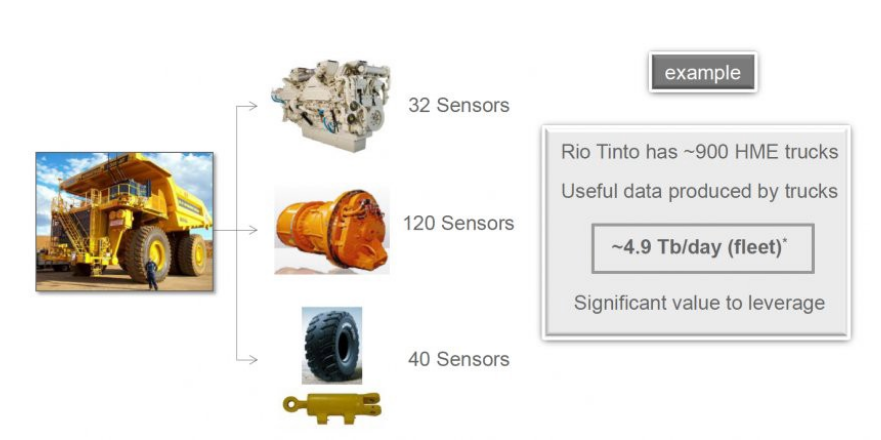 32 Sensors
120 Sensors
40 Sensors
example
Rio Tinto has ~900 HME trucks
Useful data produced by trucks
~4.9 Tb/day (fleet)*
Significant value to leverage